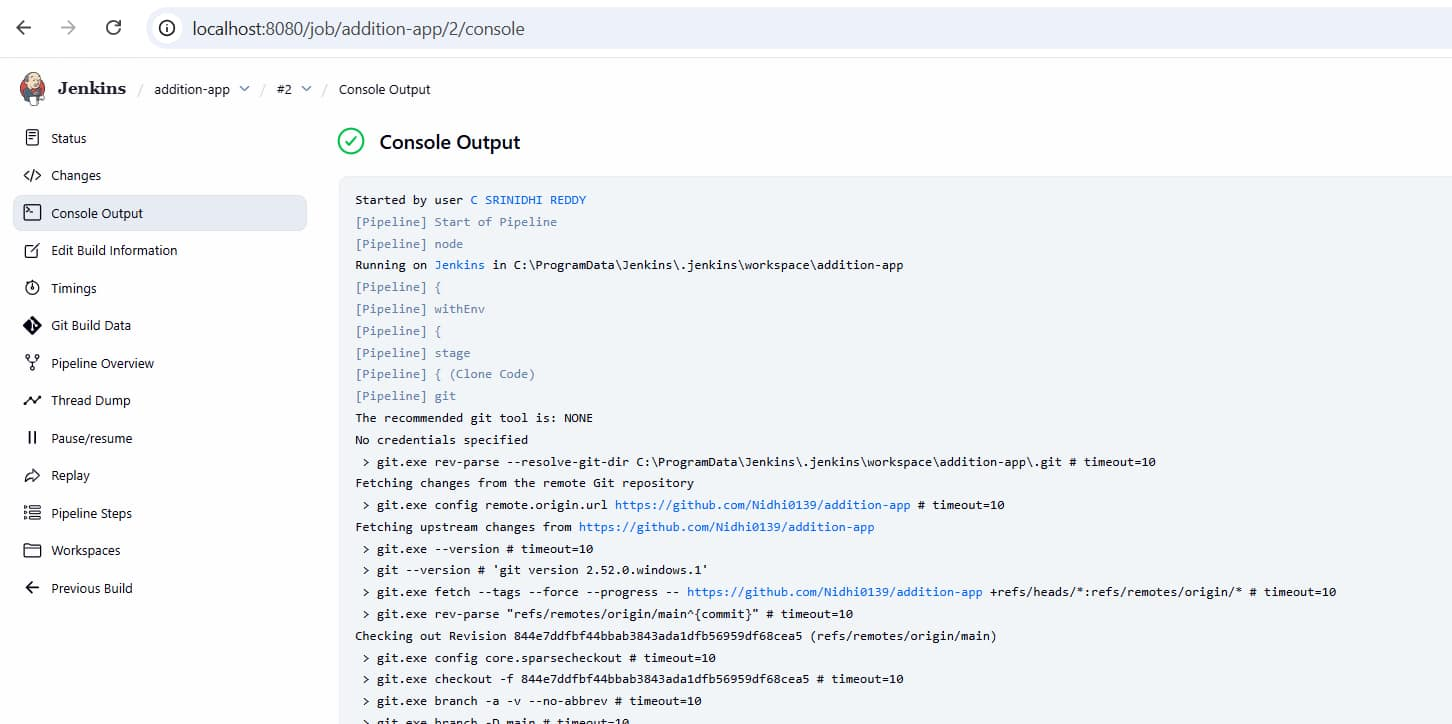 localhost:8080/job/addition-app/2/console
Jenkins / addition-app / #2 / Console Output
Status
Changes
Console Output
Edit Build Information
Timings
Git Build Data
Pipeline Overview
Thread Dump
Pause/resume
Replay
Pipeline Steps
Workspaces
Previous Build
Console Output
Started by user C SRINIDHI REDDY
[Pipeline] Start of Pipeline
[Pipeline] node
Running on Jenkins in C:\ProgramData\Jenkins\.jenkins\workspace\addition-app
[Pipeline] {
[Pipeline] withEnv
[Pipeline] {
[Pipeline] stage
[Pipeline] { (Clone Code)
[Pipeline] git
The recommended git tool is: NONE
No credentials specified
> git.exe rev-parse --resolve-git-dir C:\ProgramData\Jenkins\.jenkins\workspace\addition-app\.git # timeout=10
Fetching changes from the remote Git repository
> git.exe config remote.origin.url https://github.com/Nidhi0139/addition-app # timeout=10
Fetching upstream changes from https://github.com/Nidhi0139/addition-app
> git.exe --version # timeout=10
> git --version # 'git version 2.52.0.windows.1'
> git.exe fetch --tags --force --progress -- https://github.com/Nidhi0139/addition-app +refs/heads/*:refs/remotes/origin/* # timeout=10
> git.exe rev-parse "refs/remotes/origin/main^{commit}" # timeout=10
Checking out Revision 844e7ddfbf44bbab3843ada1dfb56959df68cea5 (refs/remotes/origin/main)
> git.exe config core.sparsecheckout # timeout=10
> git.exe checkout -f 844e7ddfbf44bbab3843ada1dfb56959df68cea5 # timeout=10
> git.exe branch -a -v --no-abbrev # timeout=10
> git.exe branch -D main # timeout=10